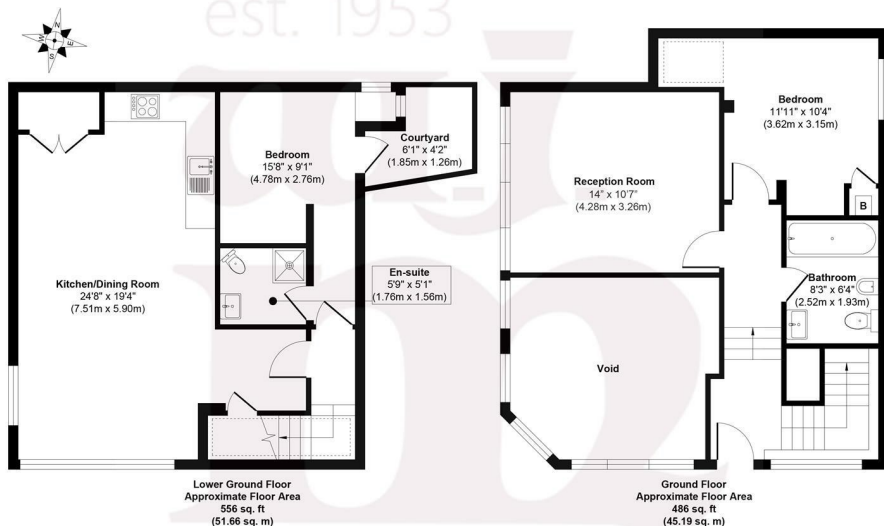 est. 1953
N
W
E
S
Courtyard
6'1" x 4'2"
(1.85m x 1.26m)
Bedroom
15'8" x 9'1"
(4.78m x 2.76m)
Kitchen/Dining Room
24'8" x 19'4"
(7.51m x 5.90m)
En-suite
5'9" x 5'1"
(1.76m x 1.56m)
Lower Ground Floor
Approximate Floor Area
556 sq. ft
(51.66 sq. m)
Bedroom
11'11" x 10'4"
(3.62m x 3.15m)
Reception Room
14" x 10'7"
(4.28m x 3.26m)
B
Bathroom
8'3" x 6'4"
(2.52m x 1.93m)
Void
Ground Floor
Approximate Floor Area
486 sq. ft
(45.19 sq. m)